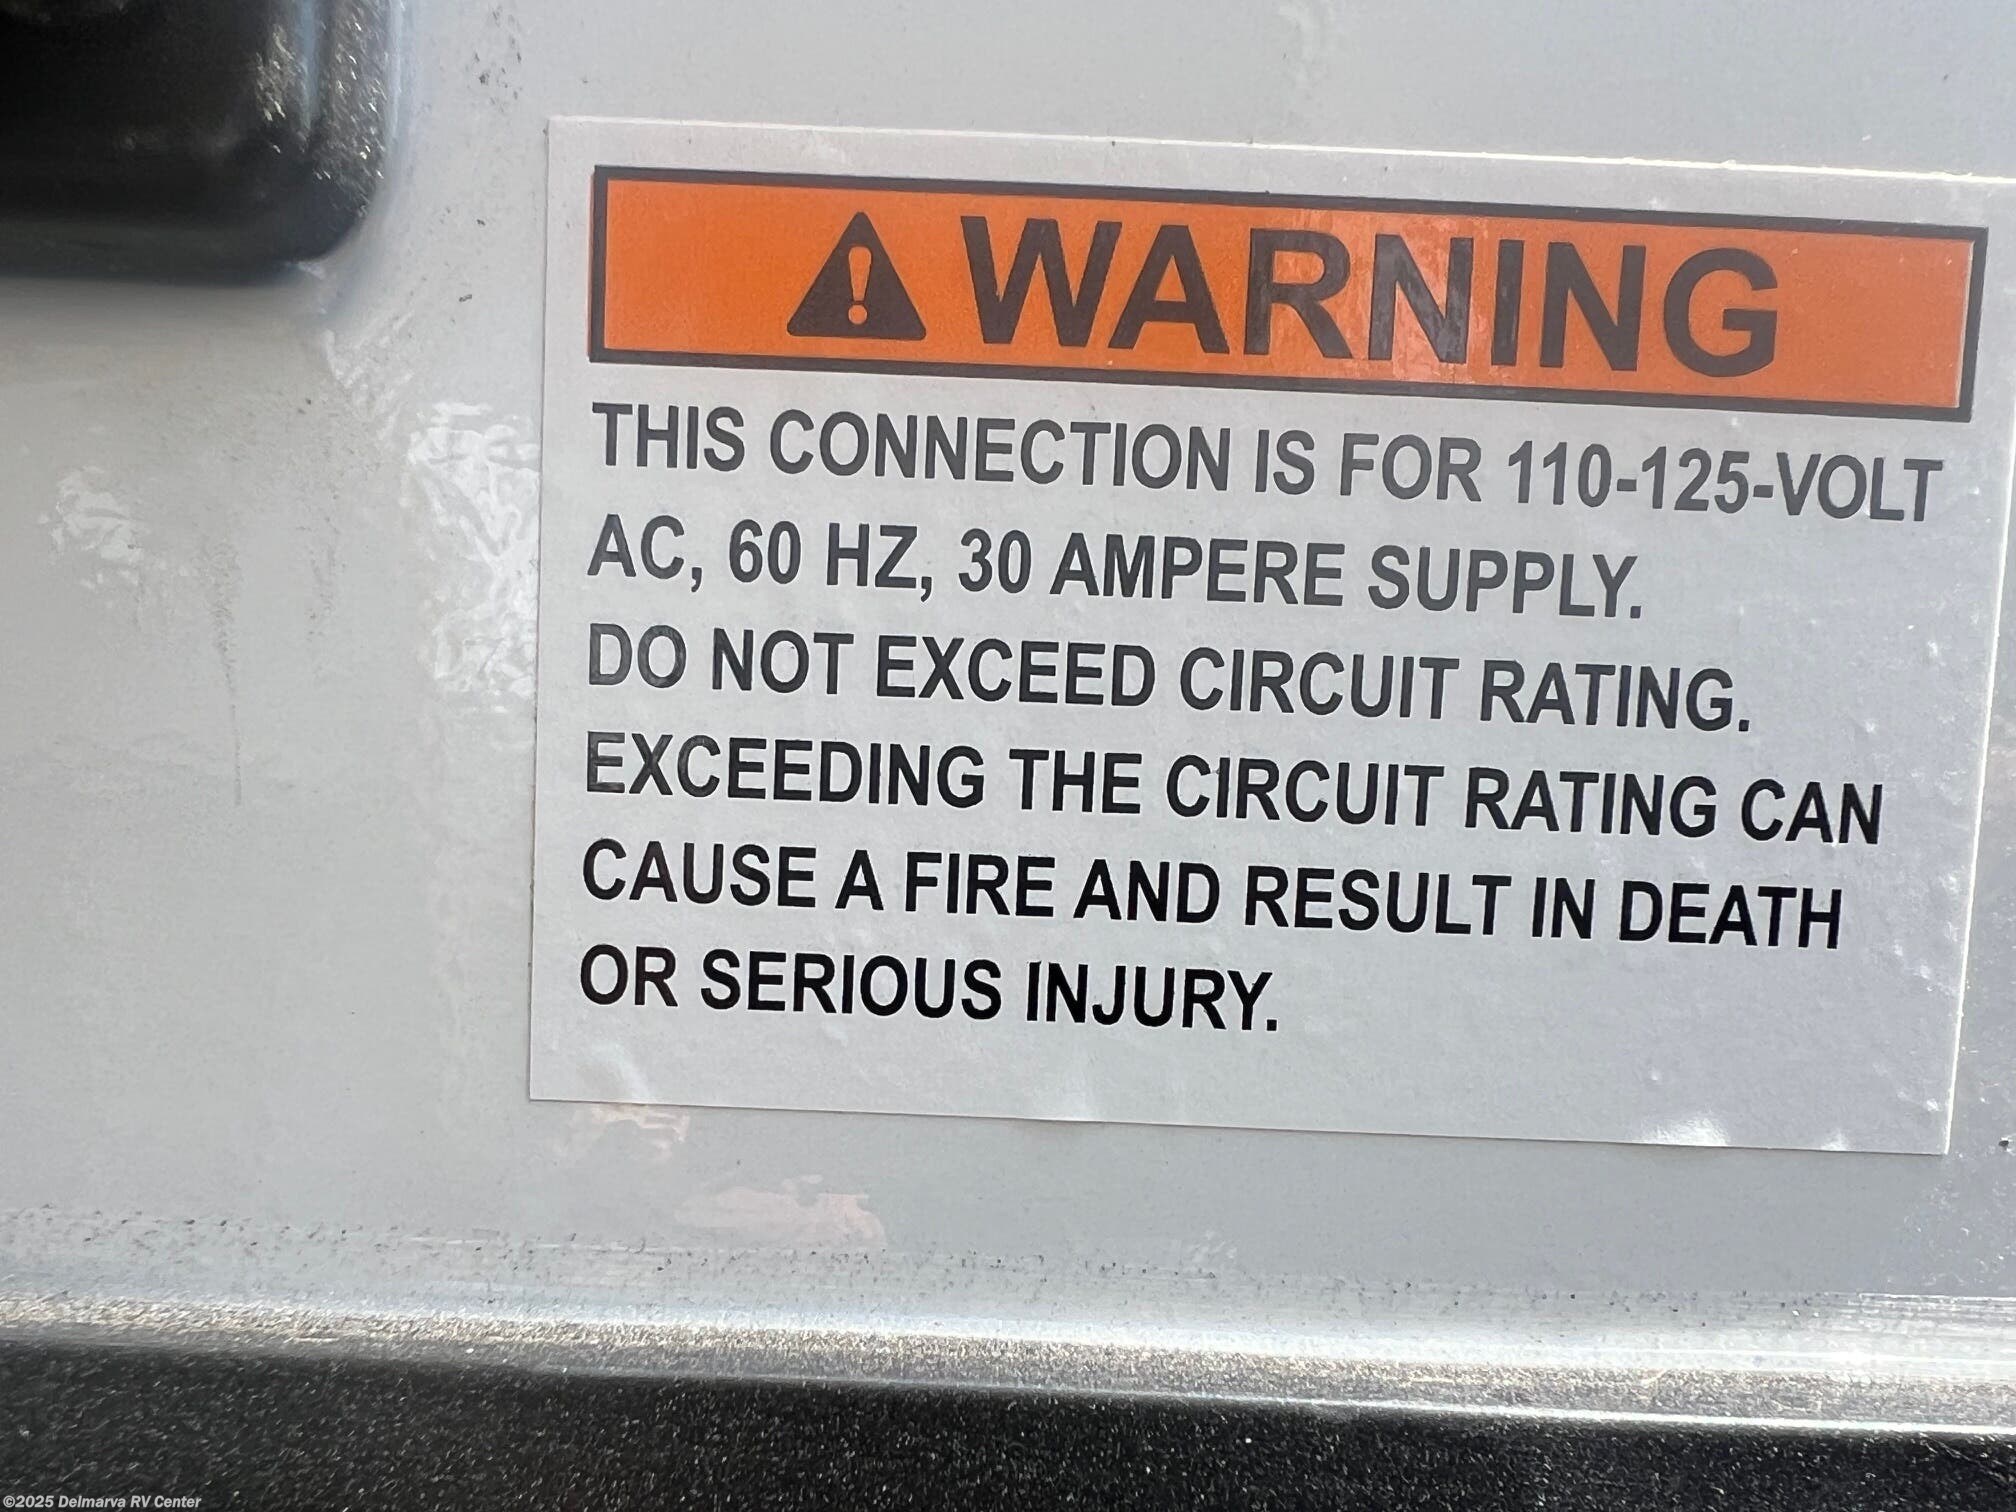 WARNING
THIS CONNECTION IS FOR 110-125-VOLT
AC, 60 HZ, 30 AMPERE SUPPLY.
DO NOT EXCEED CIRCUIT RATING.
EXCEEDING THE CIRCUIT RATING CAN
CAUSE A FIRE AND RESULT IN DEATH
OR SERIOUS INJURY.
©2025 Delmarva RV Center